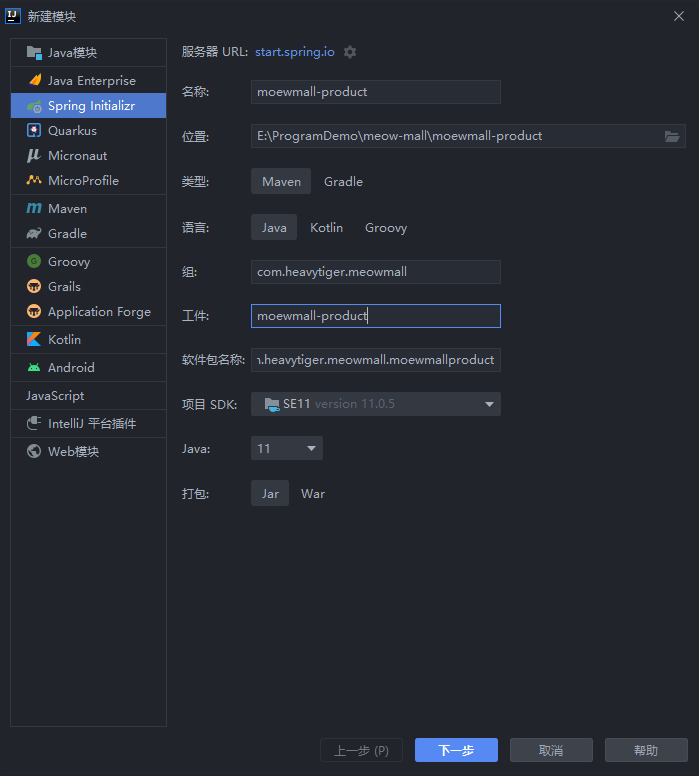 新建模块
Java模块
Java Enterprise
Spring Initializr
Quarkus
Micronaut
MicroProfile
Maven
Gradle
Groovy
Grails
Application Forge
Kotlin
Android
JavaScript
IntelliJ 平台插件
Web模块
服务器 URL: start.spring.io
名称: moewmall-product
位置: E:\ProgramDemo\meow-mall\moewmall-product
类型: Maven Gradle
语言: Java Kotlin Groovy
组: com.heavytiger.meowmall
工件: moewmall-product
软件包名称: .heavytiger.meowmall.moewmallproduct
项目 SDK: SE11 version 11.0.5
Java: 11
打包: Jar War
上一步 (P) 下一步 取消 帮助